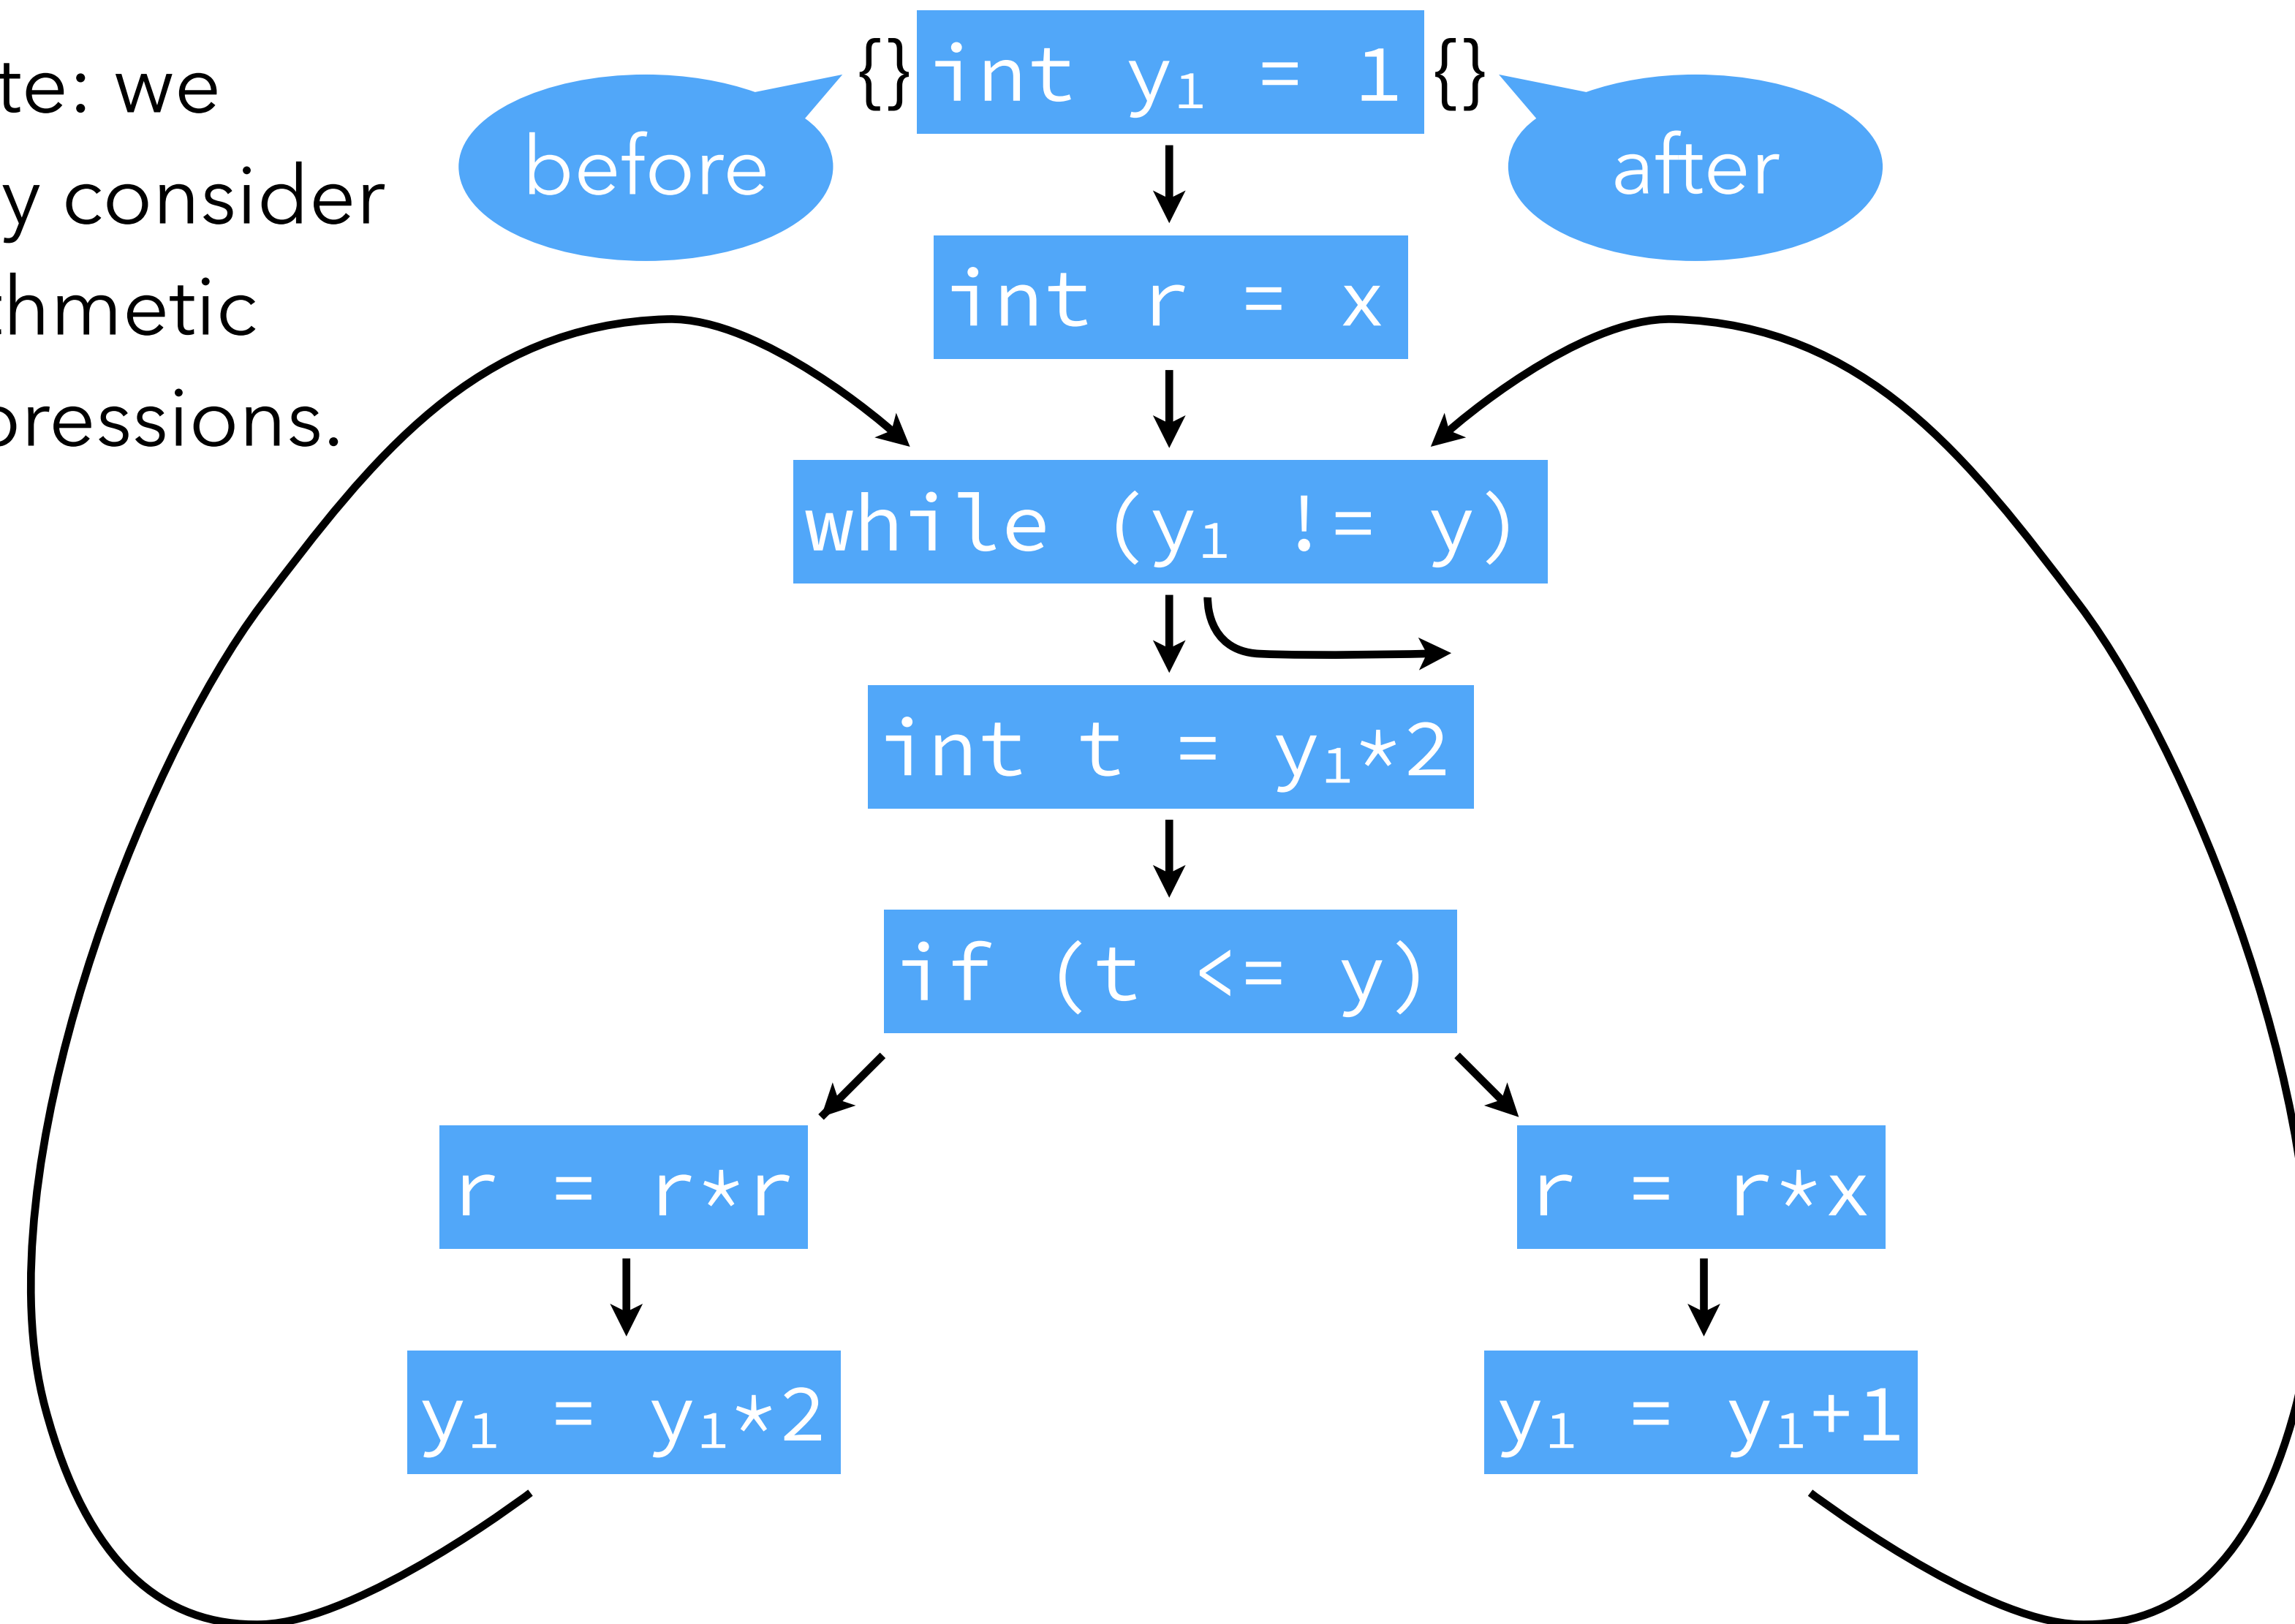 te: we
y consider
thmetic
pressions.
before
{} int y₁ = 1 {}
after
int r = x
while (y₁ != y)
int t = y₁*2
if (t <= y)
r = r*r
r = r*x
y₁ = y₁*2
y₁ = y₁+1